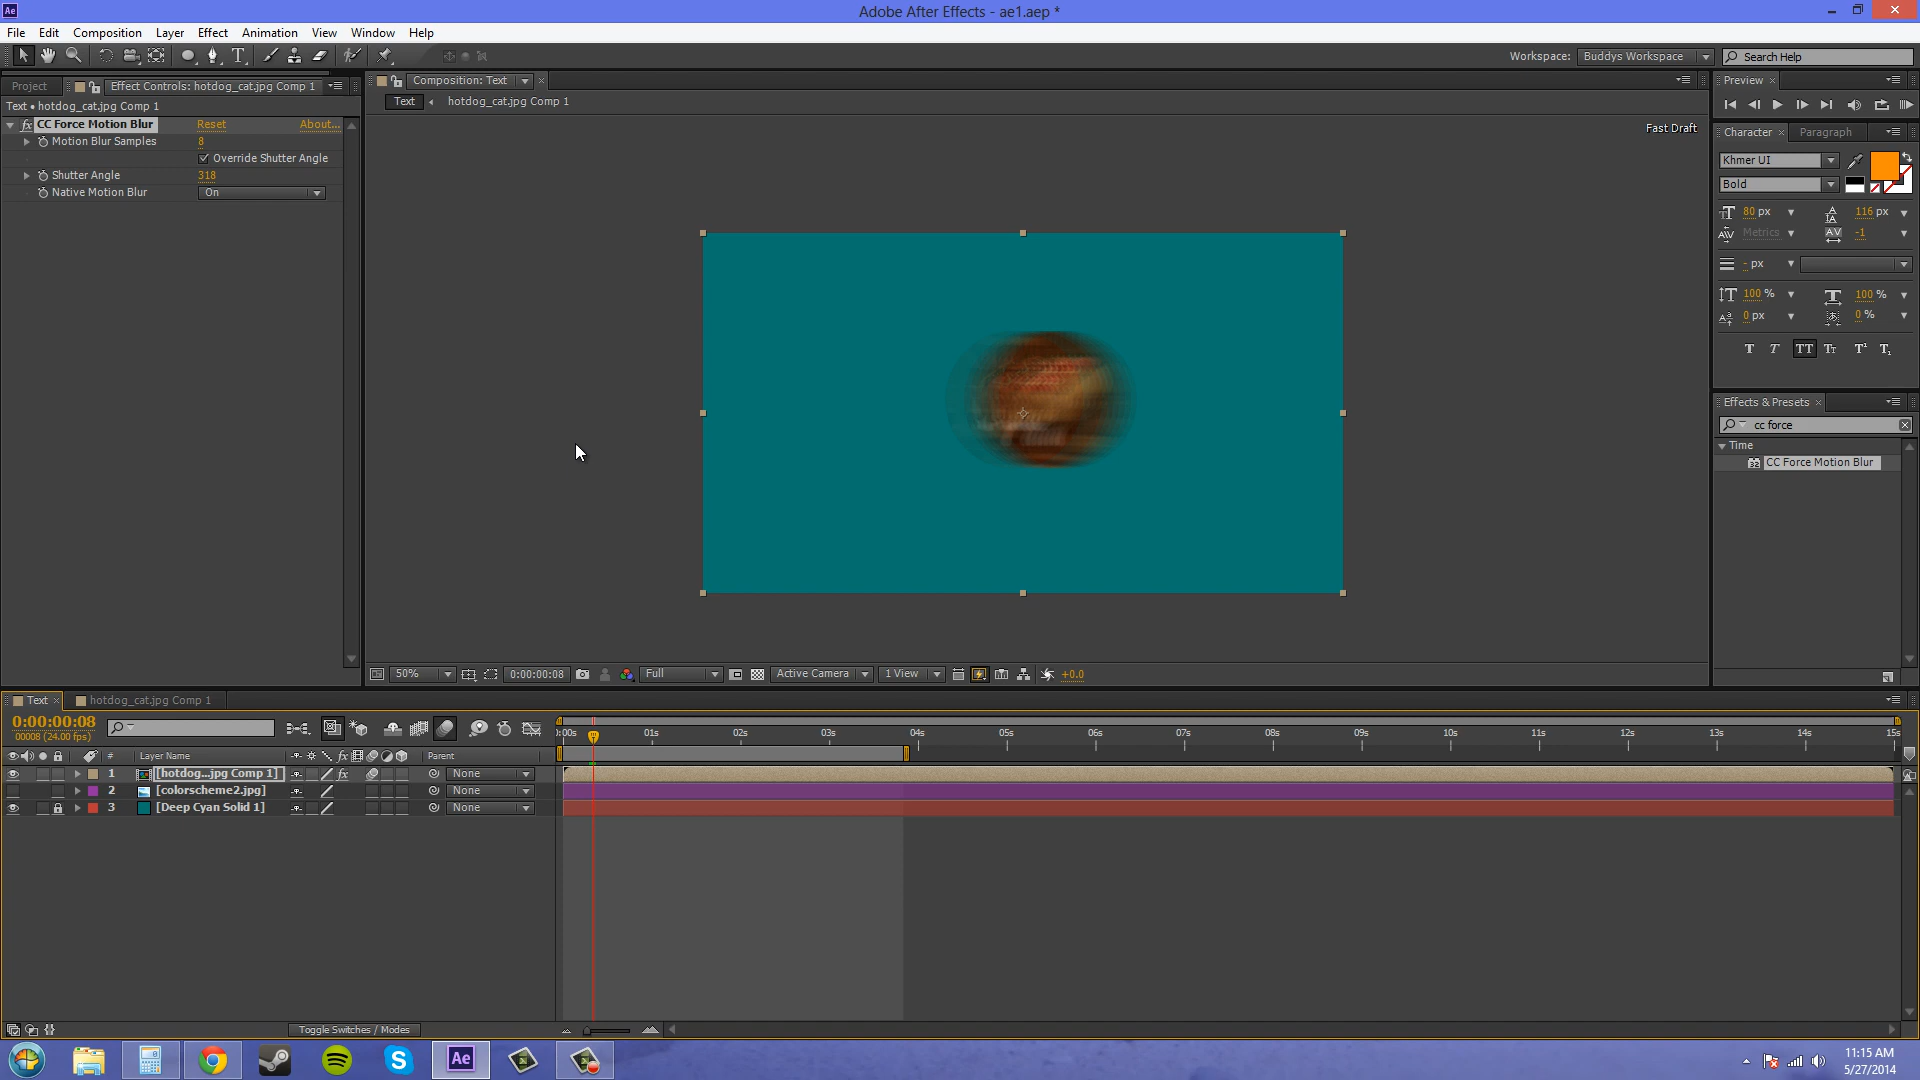 Adobe After Effects - ae1.aep *
File Edit Composition Layer Effect Animation View Window Help
Workspace: Buddys Workspace Search Help
Project Effect Controls: hotdog_cat.jpg Comp 1
Text • hotdog_cat.jpg Comp 1
fx CC Force Motion Blur Reset About...
Motion Blur Samples 8
Override Shutter Angle
Shutter Angle 318
Native Motion Blur On
Composition: Text
Text hotdog_cat.jpg Comp 1
Fast Draft
50% 0:00:00:08 Full Active Camera 1 View +0.0
Preview
Character Paragraph
Khmer UI
Bold
80 px 116 px
Metrics -1
- px
100 % 100 %
0 px 0 %
T T TT Tr T¹ T,
Effects & Presets
cc force
Time
32 CC Force Motion Blur
Text hotdog_cat.jpg Comp 1
0:00:00:08
00008 (24.00 fps)
# Layer Name fx Parent
:00s 01s 02s 03s 04s 05s 06s 07s 08s 09s 10s 11s 12s 13s 14s 15s
1 [hotdog...jpg Comp 1] fx None
2 [colorscheme2.jpg] None
3 [Deep Cyan Solid 1] None
Toggle Switches / Modes
Ae
11:15 AM
5/27/2014